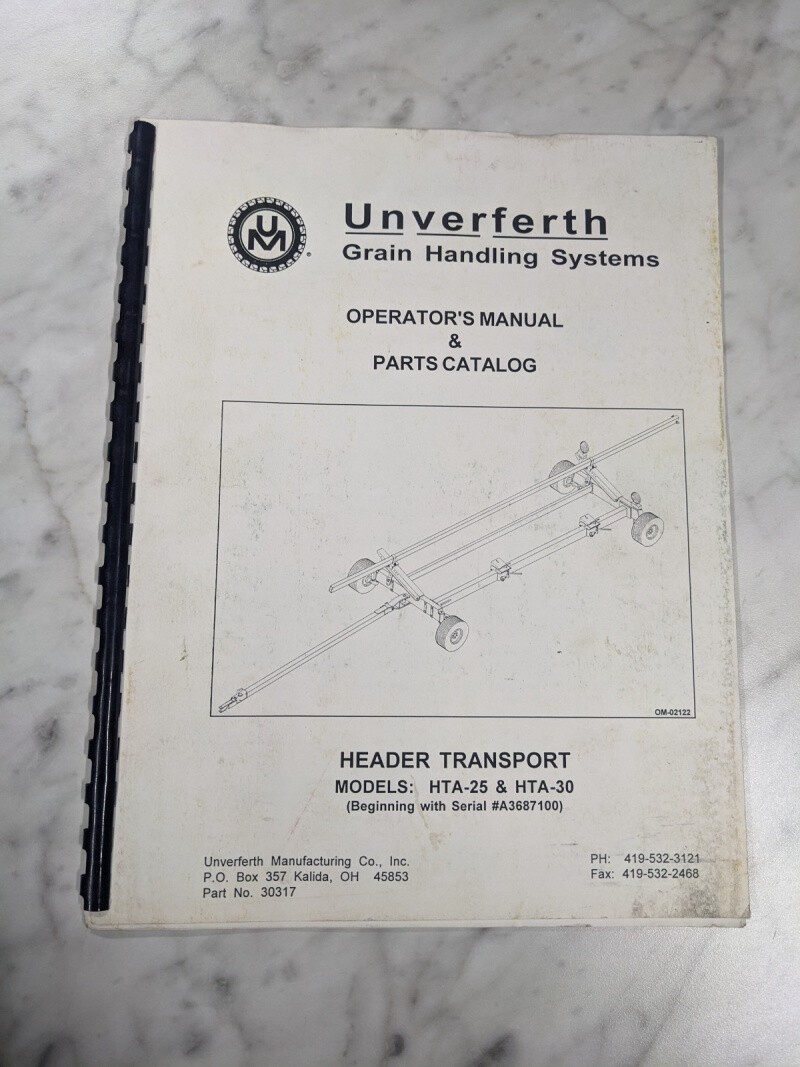 UM
®
Unverferth
Grain Handling Systems
OPERATOR'S MANUAL
&
PARTS CATALOG
OM-02122
HEADER TRANSPORT
MODELS: HTA-25 & HTA-30
(Beginning with Serial #A3687100)
Unverferth Manufacturing Co., Inc.
P.O. Box 357 Kalida, OH 45853
Part No. 30317
PH: 419-532-3121
Fax: 419-532-2468